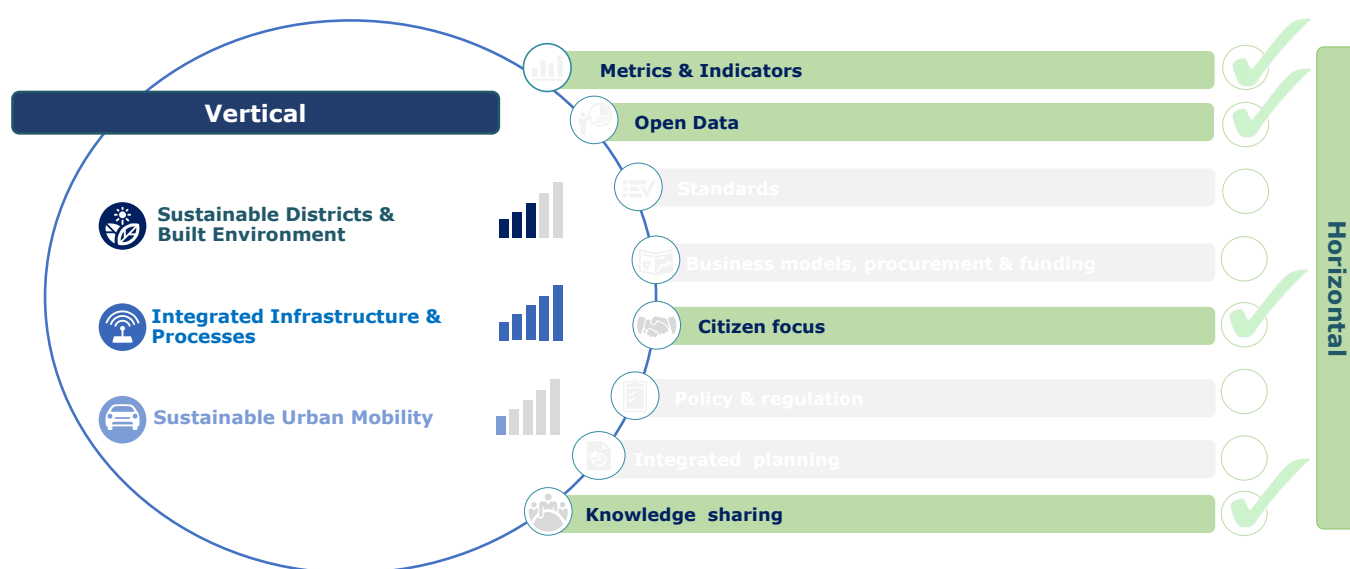 Vertical
Sustainable Districts &
Built Environment
Integrated Infrastructure &
Processes
Sustainable Urban Mobility
Metrics & Indicators
Open Data
Standards
Business models, procurement & funding
Citizen focus
Policy & regulation
Integrated planning
Knowledge sharing
Horizontal